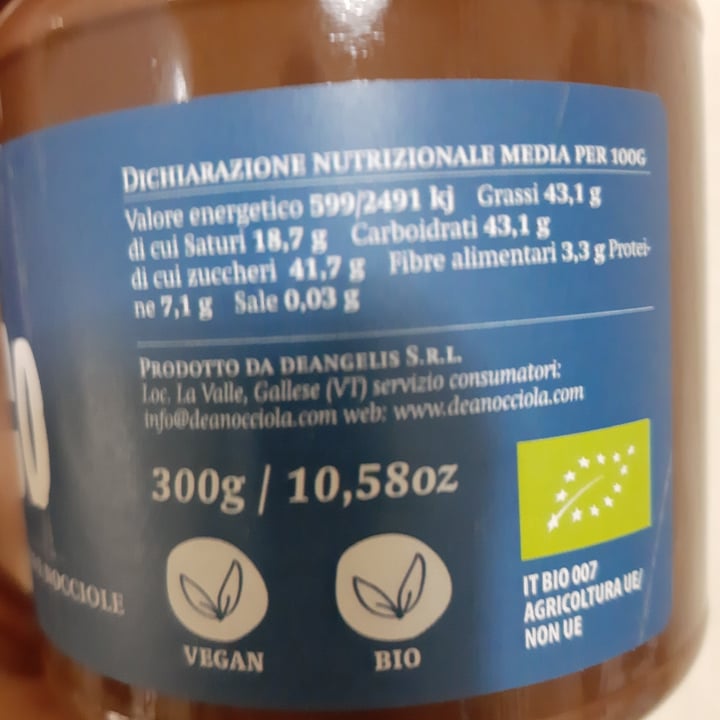 DICHIARAZIONE NUTRIZIONALE MEDIA PER 100G
Valore energetico 599/2491 kj Grassi 43,1 g
di cui Saturi 18,7 g Carboidrati 43,1 g
di cui zuccheri 41,7 g Fibre alimentari 3,3 g Protei-
ne 7,1 g Sale 0,03 g
PRODOTTO DA DEANGELIS S.R.L.
Loc. La Valle, Gallese (VT) servizio consumatori:
info@deanocciola.com web: www.deanocciola.com
300g / 10,58oz
NOCCIOLE
VEGAN
BIO
IT BIO 007
AGRICOLTURA UE/
NON UE